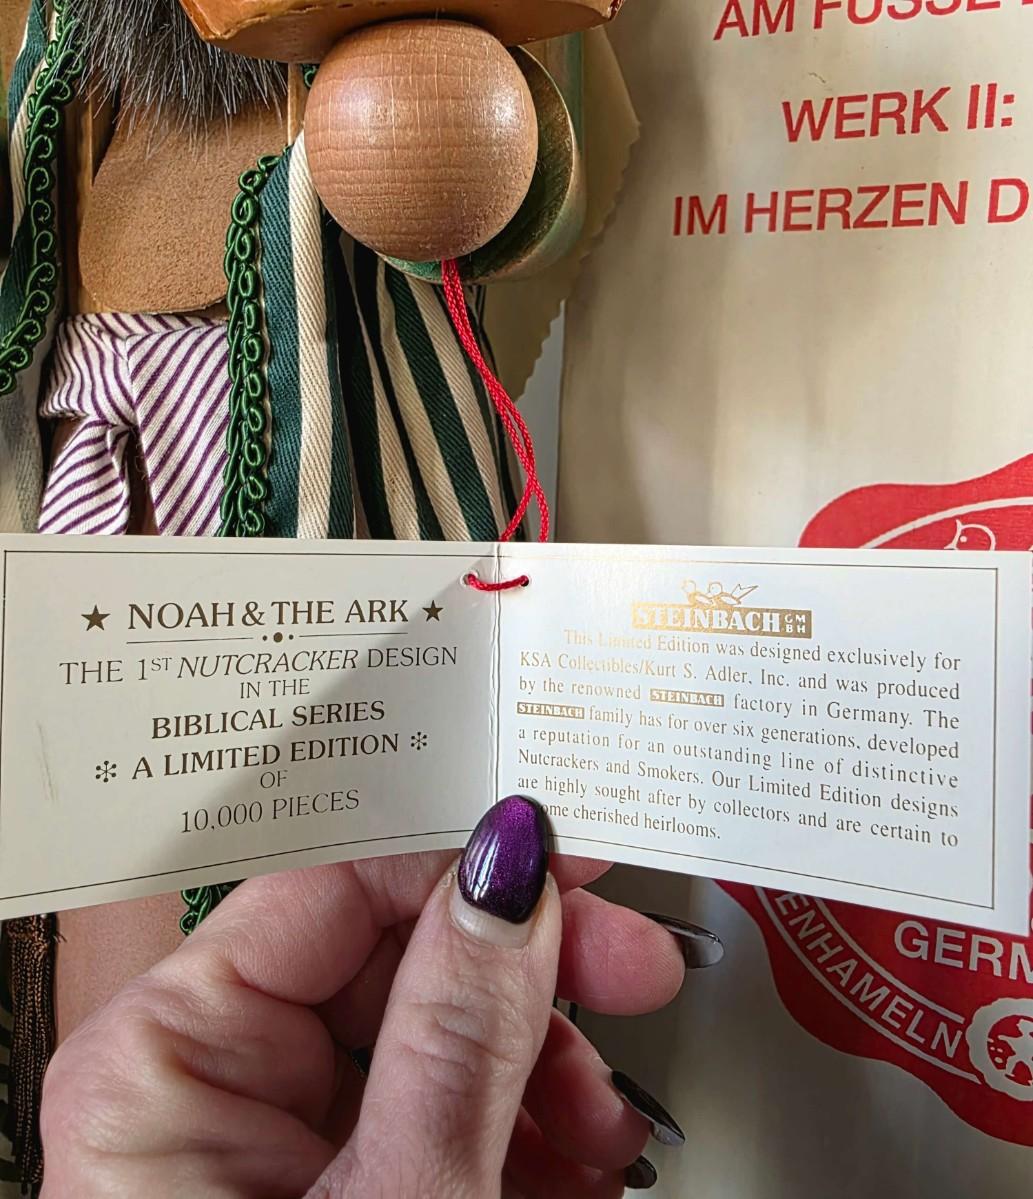 AM FUSSE
WERK II:
IM HERZEN D
★ NOAH & THE ARK ★
THE 1ST NUTCRACKER DESIGN
IN THE
BIBLICAL SERIES
✻ A LIMITED EDITION ✻
OF
10,000 PIECES
STEINBACH GMBH
This Limited Edition was designed exclusively for
KSA Collectibles/Kurt S. Adler, Inc. and was produced
by the renowned STEINBACH factory in Germany. The
STEINBACH family has for over six generations, developed
a reputation for an outstanding line of distinctive
Nutcrackers and Smokers. Our Limited Edition designs
are highly sought after by collectors and are certain to
ome cherished heirlooms.
GERM
ENHAMELN